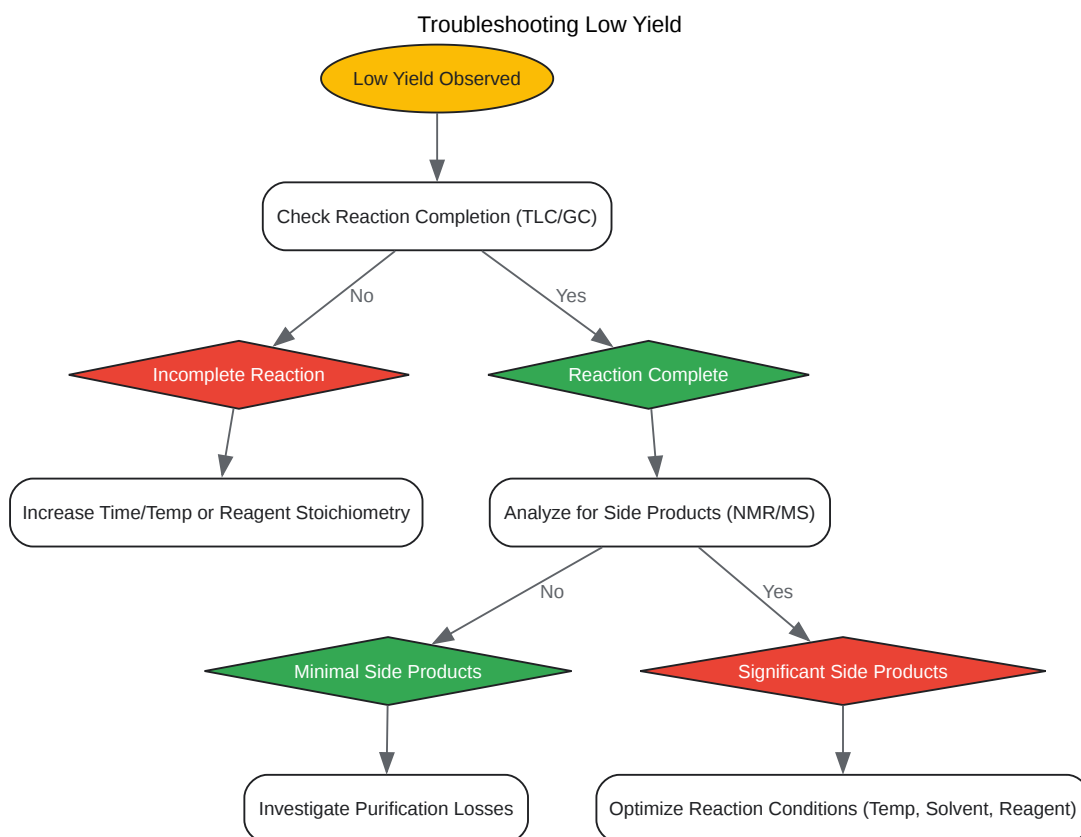 Troubleshooting Low Yield
Low Yield Observed
Check Reaction Completion (TLC/GC)
No
Yes
Incomplete Reaction
Reaction Complete
Increase Time/Temp or Reagent Stoichiometry
Analyze for Side Products (NMR/MS)
No
Yes
Minimal Side Products
Significant Side Products
Investigate Purification Losses
Optimize Reaction Conditions (Temp, Solvent, Reagent)